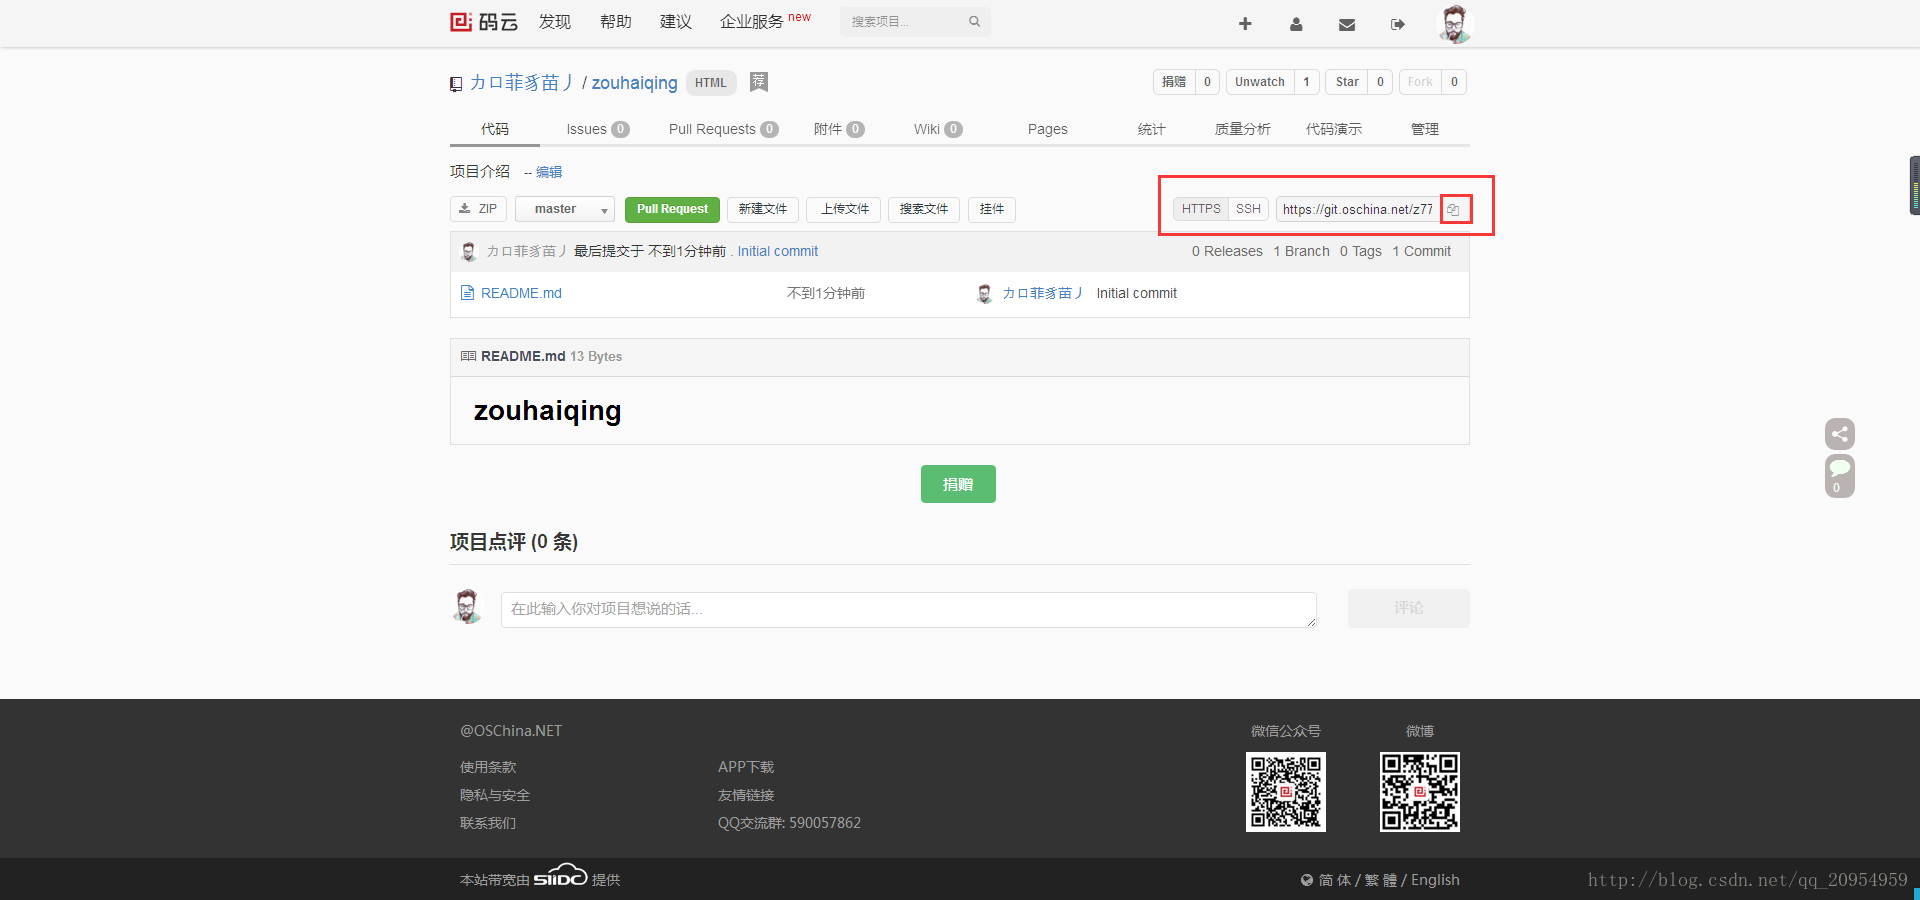 码云 发现 帮助 建议 企业服务 new 搜索项目...
力口菲豸苗丿 / zouhaiqing HTML 荐 捐赠 0 Unwatch 1 Star 0 Fork 0
代码 Issues 0 Pull Requests 0 附件 0 Wiki 0 Pages 统计 质量分析 代码演示 管理
项目介绍 -- 编辑
ZIP master Pull Request 新建文件 上传文件 搜索文件 挂件 HTTPS SSH https://git.oschina.net/z77
力口菲豸苗丿 最后提交于 不到1分钟前 . Initial commit 0 Releases 1 Branch 0 Tags 1 Commit
README.md 不到1分钟前 力口菲豸苗丿 Initial commit
README.md 13 Bytes
zouhaiqing
0
捐赠
项目点评 (0 条)
在此输入你对项目想说的话... 评论
@OSChina.NET 微信公众号 微博
使用条款 APP下载
隐私与安全 友情链接
联系我们 QQ交流群: 590057862
本站带宽由 SIIDC 提供 简 体 / 繁 體 / English
http://blog.csdn.net/qq_20954959